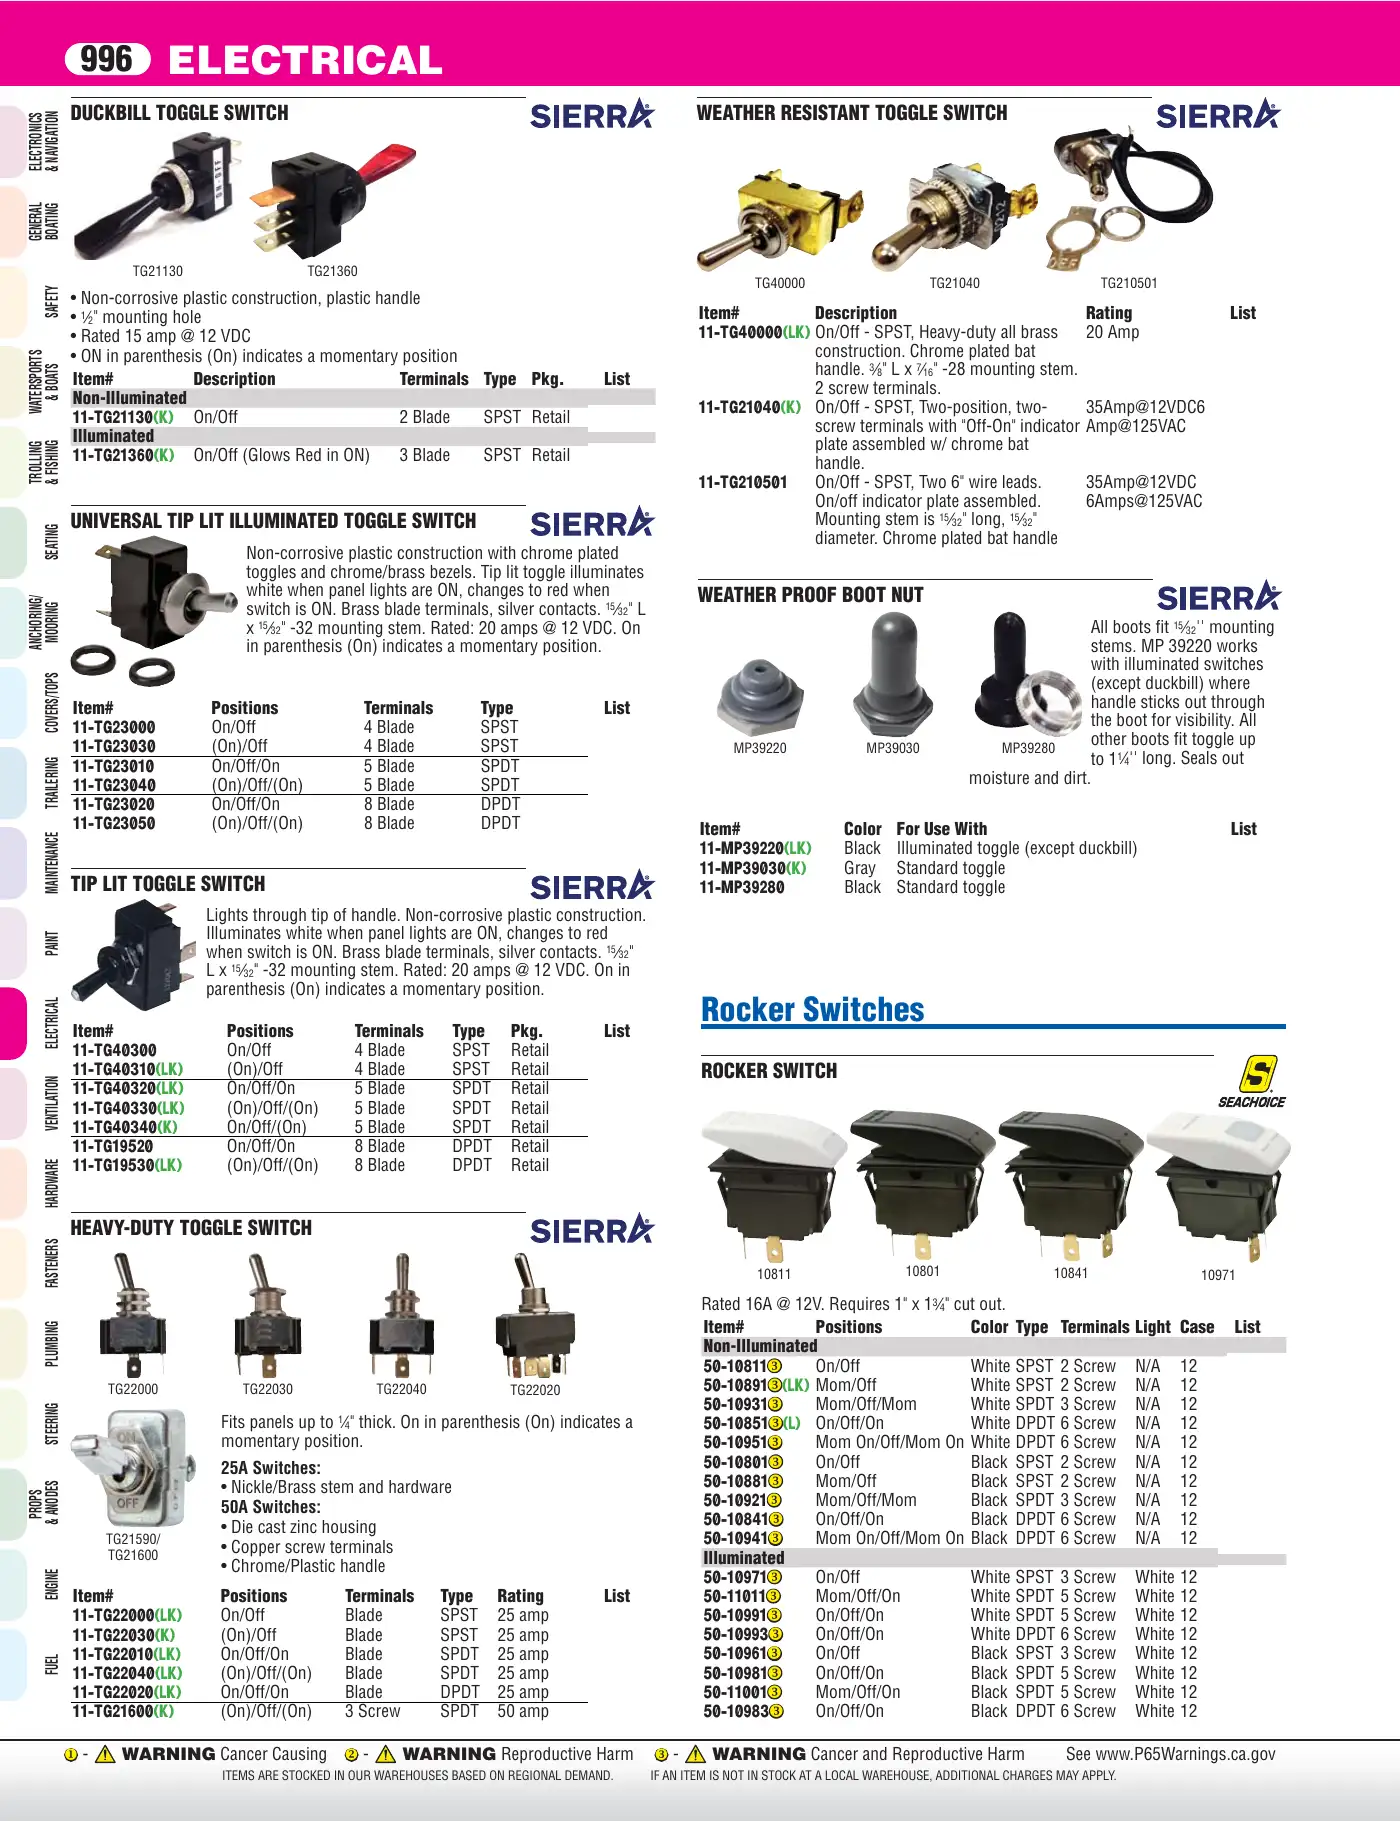 996 ELECTRICAL
ELECTRONICS
& NAVIGATION
GENERAL
BOATING
SAFETY
WATERSPORTS
& BOATS
TROLLING
& FISHING
SEATING
ANCHORING/
MOORING
COVERS/TOPS
TRAILERING
MAINTENANCE
PAINT
ELECTRICAL
VENTILATION
HARDWARE
FASTENERS
PLUMBING
STEERING
PROPS
& ANODES
ENGINE
FUEL
DUCKBILL TOGGLE SWITCH SIERRA
ON-OFF
TG21130 TG21360
• Non-corrosive plastic construction, plastic handle
• ½" mounting hole
• Rated 15 amp @ 12 VDC
• ON in parenthesis (On) indicates a momentary position
Item# Description Terminals Type Pkg. List
Non-Illuminated
11-TG21130(K) On/Off 2 Blade SPST Retail
Illuminated
11-TG21360(K) On/Off (Glows Red in ON) 3 Blade SPST Retail
UNIVERSAL TIP LIT ILLUMINATED TOGGLE SWITCH SIERRA
Non-corrosive plastic construction with chrome plated
toggles and chrome/brass bezels. Tip lit toggle illuminates
white when panel lights are ON, changes to red when
switch is ON. Brass blade terminals, silver contacts. 15⁄32" L
x 15⁄32" -32 mounting stem. Rated: 20 amps @ 12 VDC. On
in parenthesis (On) indicates a momentary position.
Item# Positions Terminals Type List
11-TG23000 On/Off 4 Blade SPST
11-TG23030 (On)/Off 4 Blade SPST
11-TG23010 On/Off/On 5 Blade SPDT
11-TG23040 (On)/Off/(On) 5 Blade SPDT
11-TG23020 On/Off/On 8 Blade DPDT
11-TG23050 (On)/Off/(On) 8 Blade DPDT
TIP LIT TOGGLE SWITCH SIERRA
Lights through tip of handle. Non-corrosive plastic construction.
Illuminates white when panel lights are ON, changes to red
when switch is ON. Brass blade terminals, silver contacts. 15⁄32"
L x 15⁄32" -32 mounting stem. Rated: 20 amps @ 12 VDC. On in
parenthesis (On) indicates a momentary position.
Item# Positions Terminals Type Pkg. List
11-TG40300 On/Off 4 Blade SPST Retail
11-TG40310(LK) (On)/Off 4 Blade SPST Retail
11-TG40320(LK) On/Off/On 5 Blade SPDT Retail
11-TG40330(LK) (On)/Off/(On) 5 Blade SPDT Retail
11-TG40340(K) On/Off/(On) 5 Blade SPDT Retail
11-TG19520 On/Off/On 8 Blade DPDT Retail
11-TG19530(LK) (On)/Off/(On) 8 Blade DPDT Retail
HEAVY-DUTY TOGGLE SWITCH SIERRA
TG22000 TG22030 TG22040 TG22020
ON
OFF
TG21590/
TG21600
Fits panels up to ¼" thick. On in parenthesis (On) indicates a
momentary position.
25A Switches:
• Nickle/Brass stem and hardware
50A Switches:
• Die cast zinc housing
• Copper screw terminals
• Chrome/Plastic handle
Item# Positions Terminals Type Rating List
11-TG22000(LK) On/Off Blade SPST 25 amp
11-TG22030(K) (On)/Off Blade SPST 25 amp
11-TG22010(LK) On/Off/On Blade SPDT 25 amp
11-TG22040(LK) (On)/Off/(On) Blade SPDT 25 amp
11-TG22020(LK) On/Off/On Blade DPDT 25 amp
11-TG21600(K) (On)/Off/(On) 3 Screw SPDT 50 amp
WEATHER RESISTANT TOGGLE SWITCH SIERRA
OFF
TG40000 TG21040 TG210501
Item# Description Rating List
11-TG40000(LK) On/Off - SPST, Heavy-duty all brass 20 Amp
construction. Chrome plated bat
handle. ⅜" L x 7⁄16" -28 mounting stem.
2 screw terminals.
11-TG21040(K) On/Off - SPST, Two-position, two- 35Amp@12VDC6
screw terminals with "Off-On" indicator Amp@125VAC
plate assembled w/ chrome bat
handle.
11-TG210501 On/Off - SPST, Two 6" wire leads. 35Amp@12VDC
On/off indicator plate assembled. 6Amps@125VAC
Mounting stem is 15⁄32" long, 15⁄32"
diameter. Chrome plated bat handle
WEATHER PROOF BOOT NUT SIERRA
MP39220 MP39030 MP39280
All boots fit 15⁄32'' mounting
stems. MP 39220 works
with illuminated switches
(except duckbill) where
handle sticks out through
the boot for visibility. All
other boots fit toggle up
to 1¼'' long. Seals out
moisture and dirt.
Item# Color For Use With List
11-MP39220(LK) Black Illuminated toggle (except duckbill)
11-MP39030(K) Gray Standard toggle
11-MP39280 Black Standard toggle
Rocker Switches
ROCKER SWITCH S SEACHOICE
10811 10801 10841 10971
Rated 16A @ 12V. Requires 1" x 1¾" cut out.
Item# Positions Color Type Terminals Light Case List
Non-Illuminated
50-10811③ On/Off White SPST 2 Screw N/A 12
50-10891③(LK) Mom/Off White SPST 2 Screw N/A 12
50-10931③ Mom/Off/Mom White SPDT 3 Screw N/A 12
50-10851③(L) On/Off/On White DPDT 6 Screw N/A 12
50-10951③ Mom On/Off/Mom On White DPDT 6 Screw N/A 12
50-10801③ On/Off Black SPST 2 Screw N/A 12
50-10881③ Mom/Off Black SPST 2 Screw N/A 12
50-10921③ Mom/Off/Mom Black SPDT 3 Screw N/A 12
50-10841③ On/Off/On Black DPDT 6 Screw N/A 12
50-10941③ Mom On/Off/Mom On Black DPDT 6 Screw N/A 12
Illuminated
50-10971③ On/Off White SPST 3 Screw White 12
50-11011③ Mom/Off/On White SPDT 5 Screw White 12
50-10991③ On/Off/On White SPDT 5 Screw White 12
50-10993③ On/Off/On White DPDT 6 Screw White 12
50-10961③ On/Off Black SPST 3 Screw White 12
50-10981③ On/Off/On Black SPDT 5 Screw White 12
50-11001③ Mom/Off/On Black SPDT 5 Screw White 12
50-10983③ On/Off/On Black DPDT 6 Screw White 12
① - ⚠ WARNING Cancer Causing ② - ⚠ WARNING Reproductive Harm ③ - ⚠ WARNING Cancer and Reproductive Harm See www.P65Warnings.ca.gov
ITEMS ARE STOCKED IN OUR WAREHOUSES BASED ON REGIONAL DEMAND. IF AN ITEM IS NOT IN STOCK AT A LOCAL WAREHOUSE, ADDITIONAL CHARGES MAY APPLY.